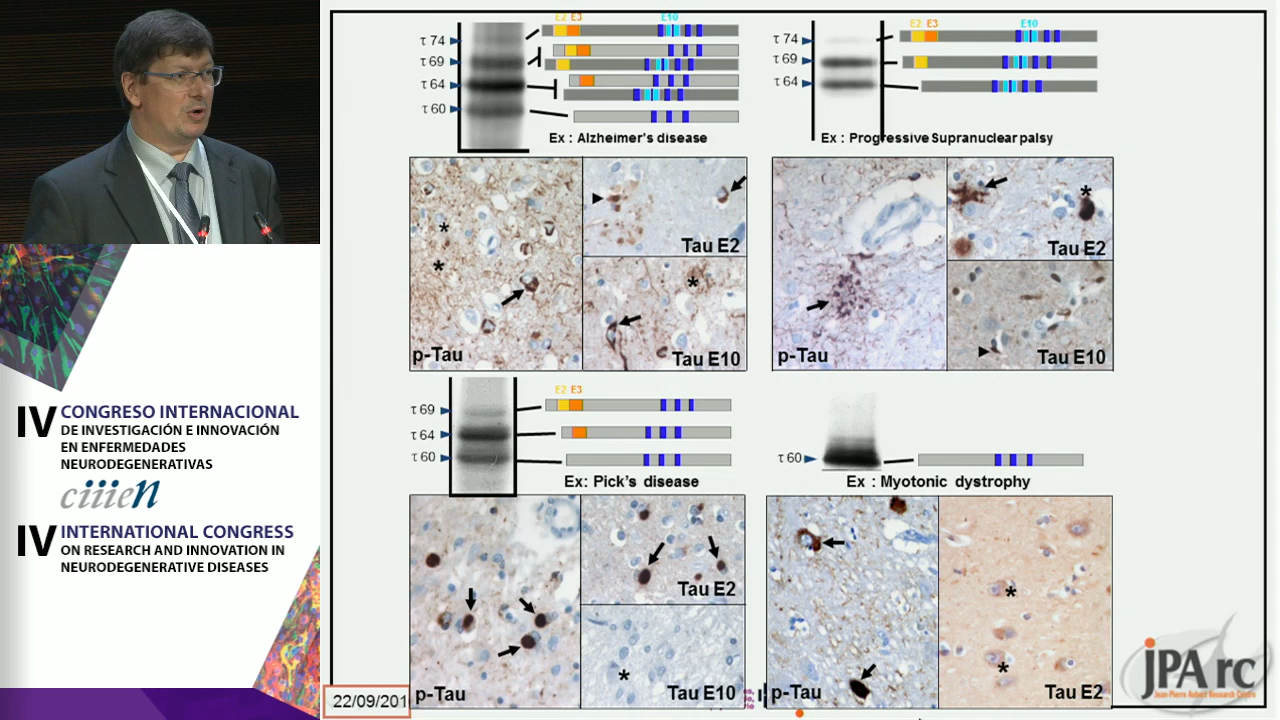 E2 E3
E10
τ 74
τ 69
τ 64
τ 60
Ex : Alzheimer's disease
E2 E3
E10
τ 74
τ 69
τ 64
Ex : Progressive Supranuclear palsy
*
*
p-Tau
Tau E2
*
Tau E10
p-Tau
*
Tau E2
Tau E10
IV CONGRESO INTERNACIONAL
DE INVESTIGACIÓN E INNOVACIÓN
EN ENFERMEDADES
NEURODEGENERATIVAS
ciiien
IV INTERNATIONAL CONGRESS
ON RESEARCH AND INNOVATION IN
NEURODEGENERATIVE DISEASES
E2 E3
τ 69
τ 64
τ 60
Ex: Pick's disease
τ 60
Ex : Myotonic dystrophy
p-Tau
Tau E2
*
Tau E10
p-Tau
*
*
Tau E2
22/09/201
JPArc
Jean-Pierre Aubert Research Centre